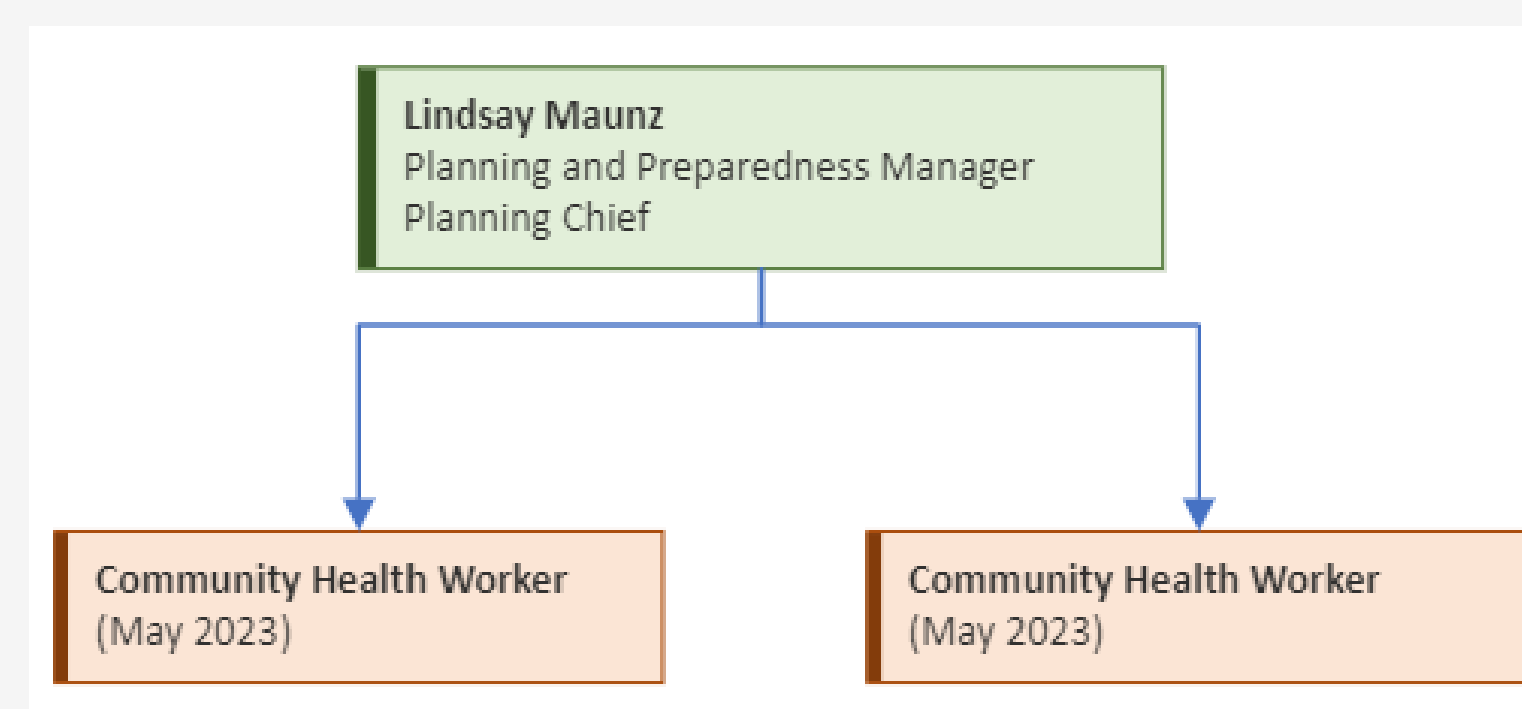 Lindsay Maunz
Planning and Preparedness Manager
Planning Chief
Community Health Worker
(May 2023)
Community Health Worker
(May 2023)